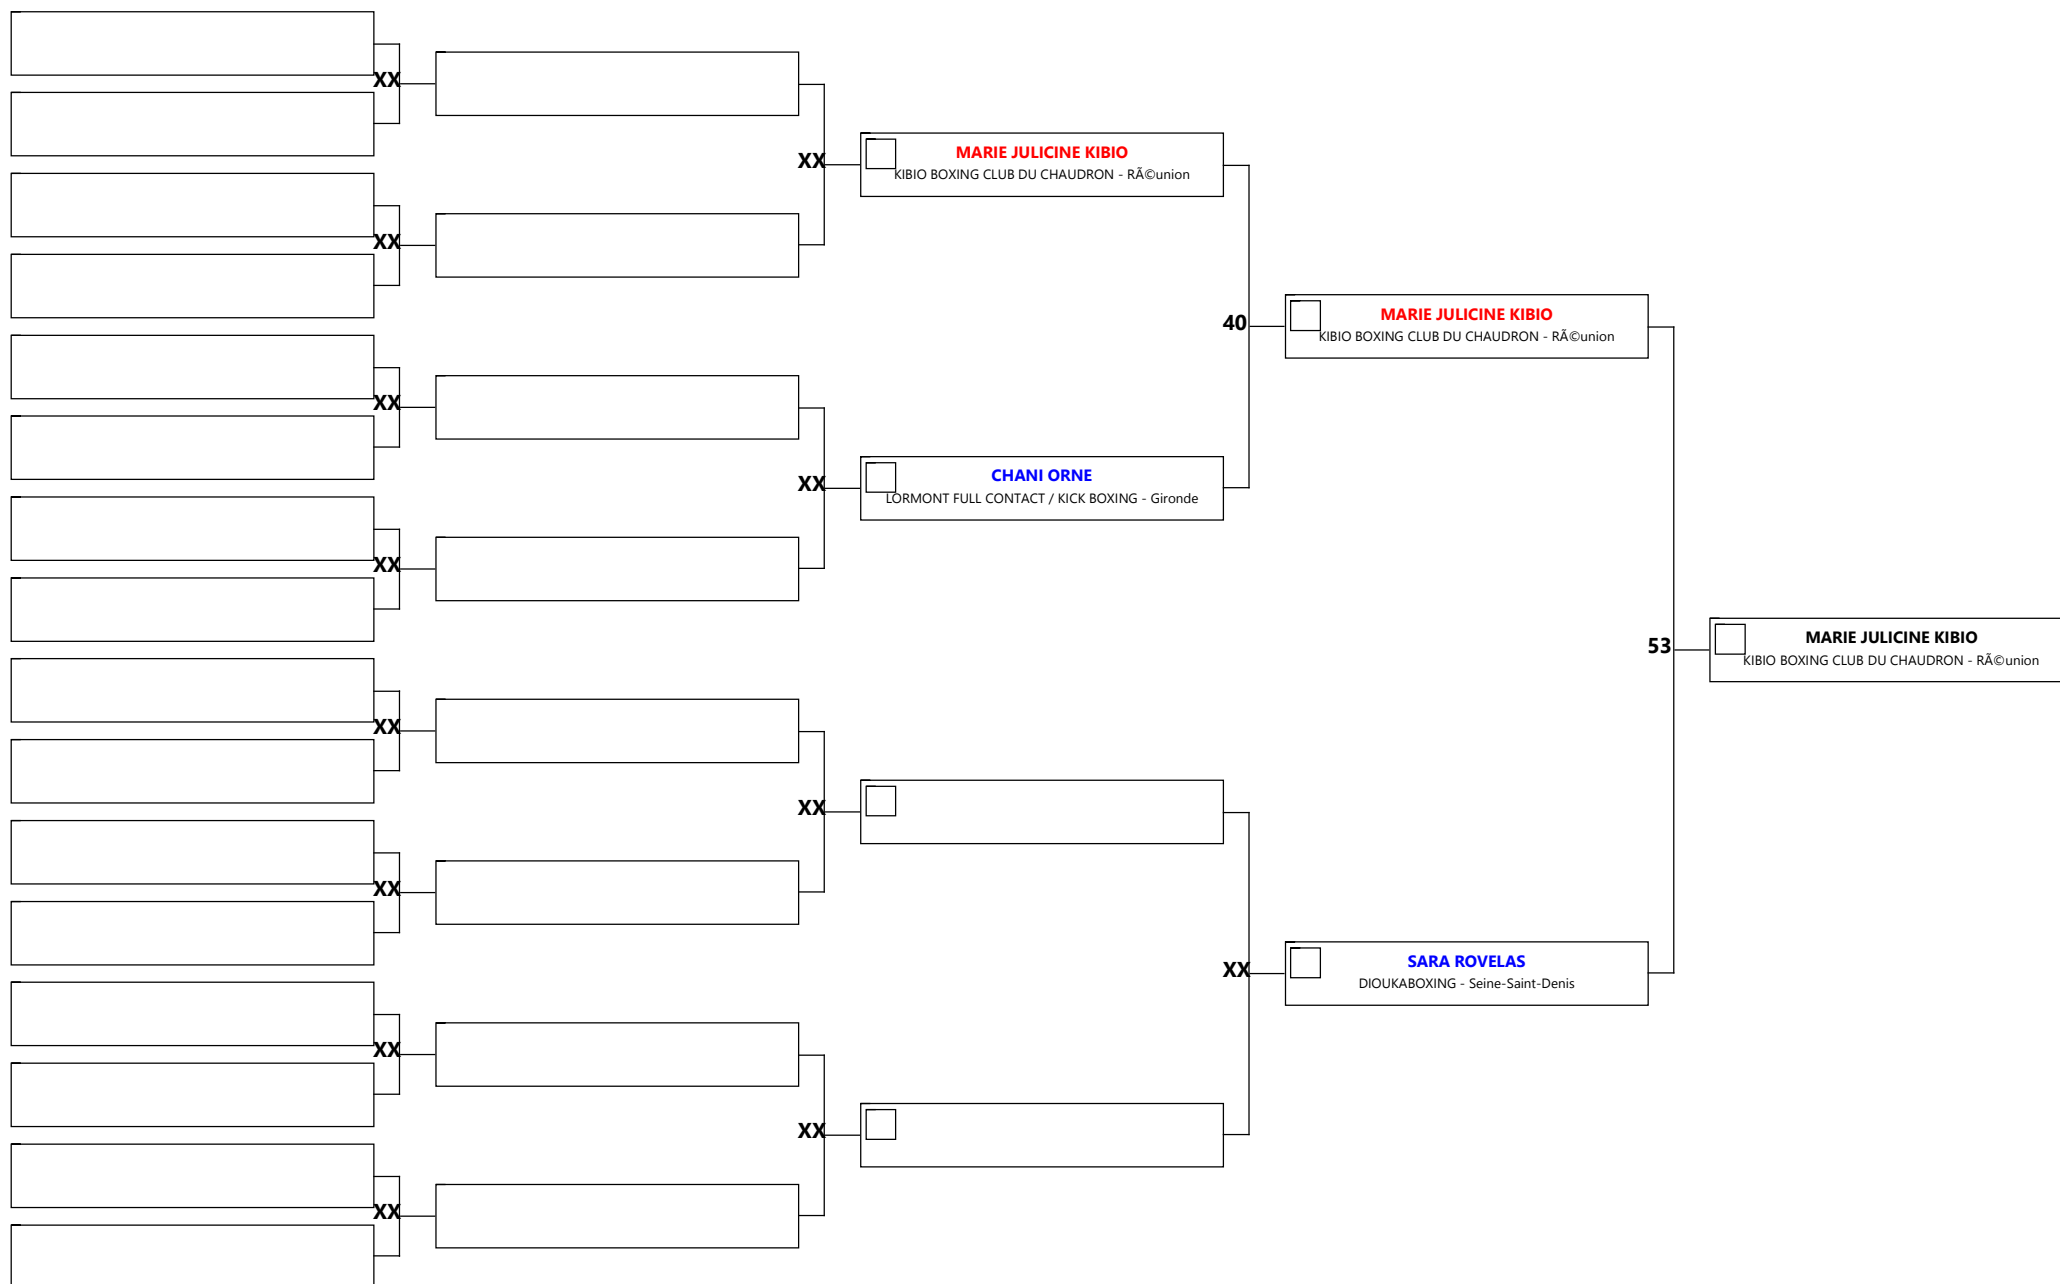 XX
XX
MARIE JULICINE KIBIO
KIBIO BOXING CLUB DU CHAUDRON - RÃ©union
XX
40
MARIE JULICINE KIBIO
KIBIO BOXING CLUB DU CHAUDRON - RÃ©union
XX
XX
CHANI ORNE
LORMONT FULL CONTACT / KICK BOXING - Gironde
XX
53
MARIE JULICINE KIBIO
KIBIO BOXING CLUB DU CHAUDRON - RÃ©union
XX
XX
XX
XX
SARA ROVELAS
DIOUKABOXING - Seine-Saint-Denis
XX
XX
XX